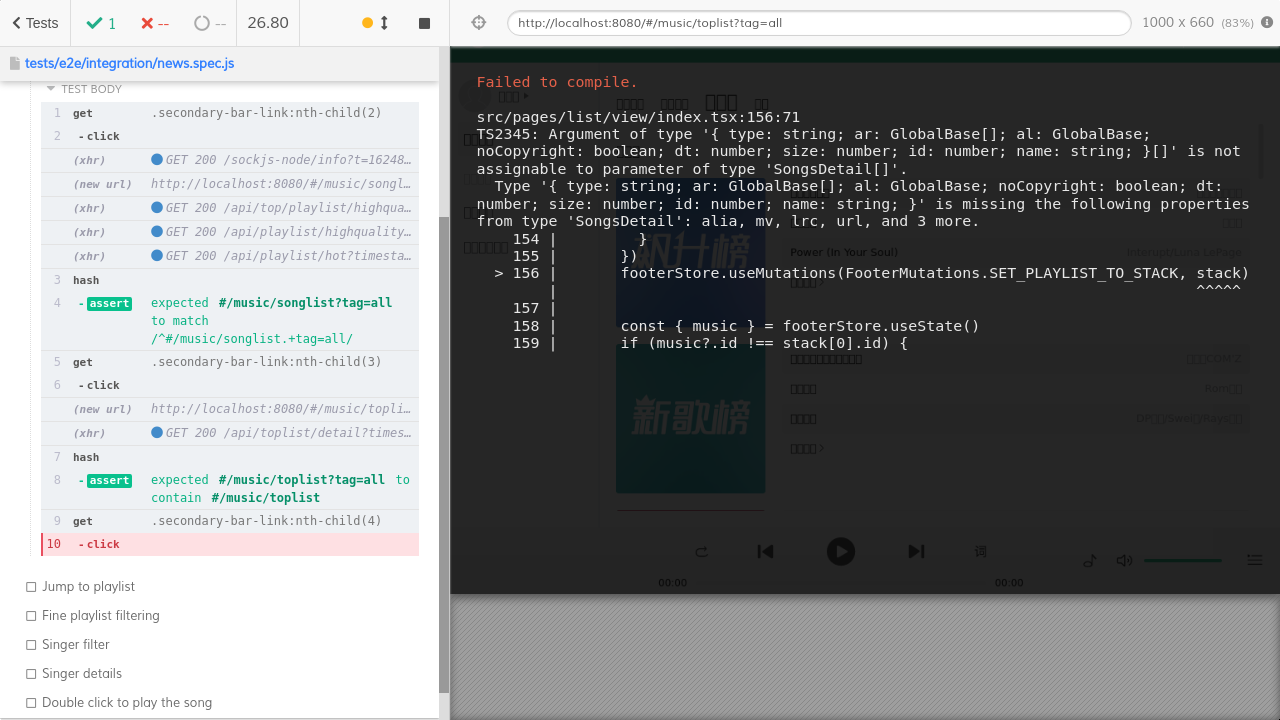 Tests
1
--
--
26.80
http://localhost:8080/#/music/toplist?tag=all
1000 x 660 (83%)
tests/e2e/integration/news.spec.js
TEST BODY
1 get .secondary-bar-link:nth-child(2)
2 -click
(xhr) GET 200 /sockjs-node/info?t=16248…
(new url) http://localhost:8080/#/music/songl…
(xhr) GET 200 /api/top/playlist/highqua…
(xhr) GET 200 /api/playlist/highquality…
(xhr) GET 200 /api/playlist/hot?timesta…
3 hash
4 -assert expected #/music/songlist?tag=all
to match
/^#/music/songlist.+tag=all/
5 get .secondary-bar-link:nth-child(3)
6 -click
(new url) http://localhost:8080/#/music/topli…
(xhr) GET 200 /api/toplist/detail?times…
7 hash
8 -assert expected #/music/toplist?tag=all to
contain #/music/toplist
9 get .secondary-bar-link:nth-child(4)
10 -click
Jump to playlist
Fine playlist filtering
Singer filter
Singer details
Double click to play the song
Failed to compile.
src/pages/list/view/index.tsx:156:71
TS2345: Argument of type '{ type: string; ar: GlobalBase[]; al: GlobalBase;
noCopyright: boolean; dt: number; size: number; id: number; name: string; }[]' is not
assignable to parameter of type 'SongsDetail[]'.
Type '{ type: string; ar: GlobalBase[]; al: GlobalBase; noCopyright: boolean; dt:
number; size: number; id: number; name: string; }' is missing the following properties
from type 'SongsDetail': alia, mv, lrc, url, and 3 more.
154 | }
155 | })
> 156 | footerStore.useMutations(FooterMutations.SET_PLAYLIST_TO_STACK, stack)
| ^^^^^
157 |
158 | const { music } = footerStore.useState()
159 | if (music?.id !== stack[0].id) {
飙升榜
Power (In Your Soul)
Interupt/Luna LePage
新歌榜
词
00:00
00:00